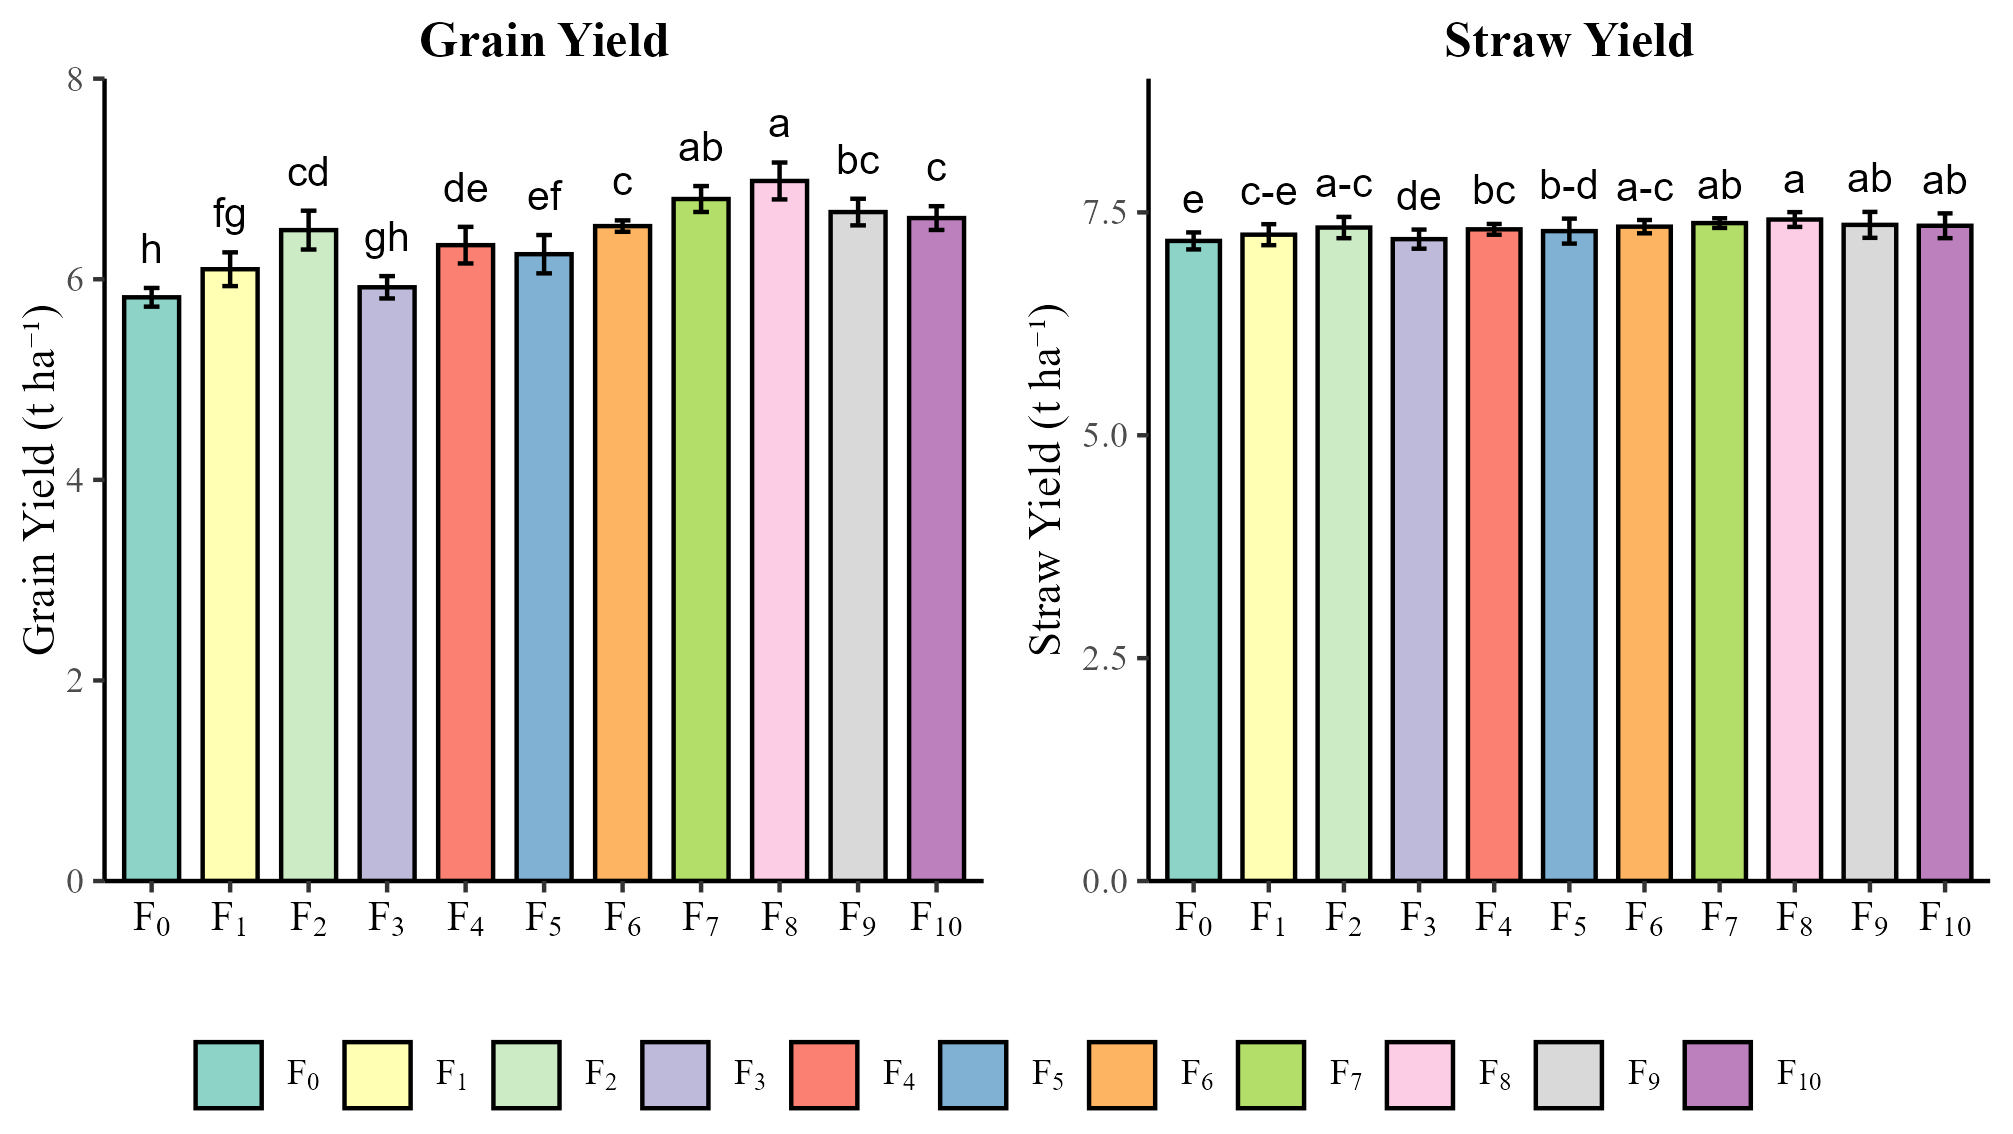 Grain Yield
Straw Yield
Grain Yield (t ha⁻¹)
8
6
4
2
0
h
fg
cd
gh
de
ef
c
ab
a
bc
c
F₀ F₁ F₂ F₃ F₄ F₅ F₆ F₇ F₈ F₉ F₁₀
Straw Yield (t ha⁻¹)
7.5
5.0
2.5
0.0
e
c-e
a-c
de
bc
b-d
a-c
ab
a
ab
ab
F₀ F₁ F₂ F₃ F₄ F₅ F₆ F₇ F₈ F₉ F₁₀
F₀ F₁ F₂ F₃ F₄ F₅ F₆ F₇ F₈ F₉ F₁₀